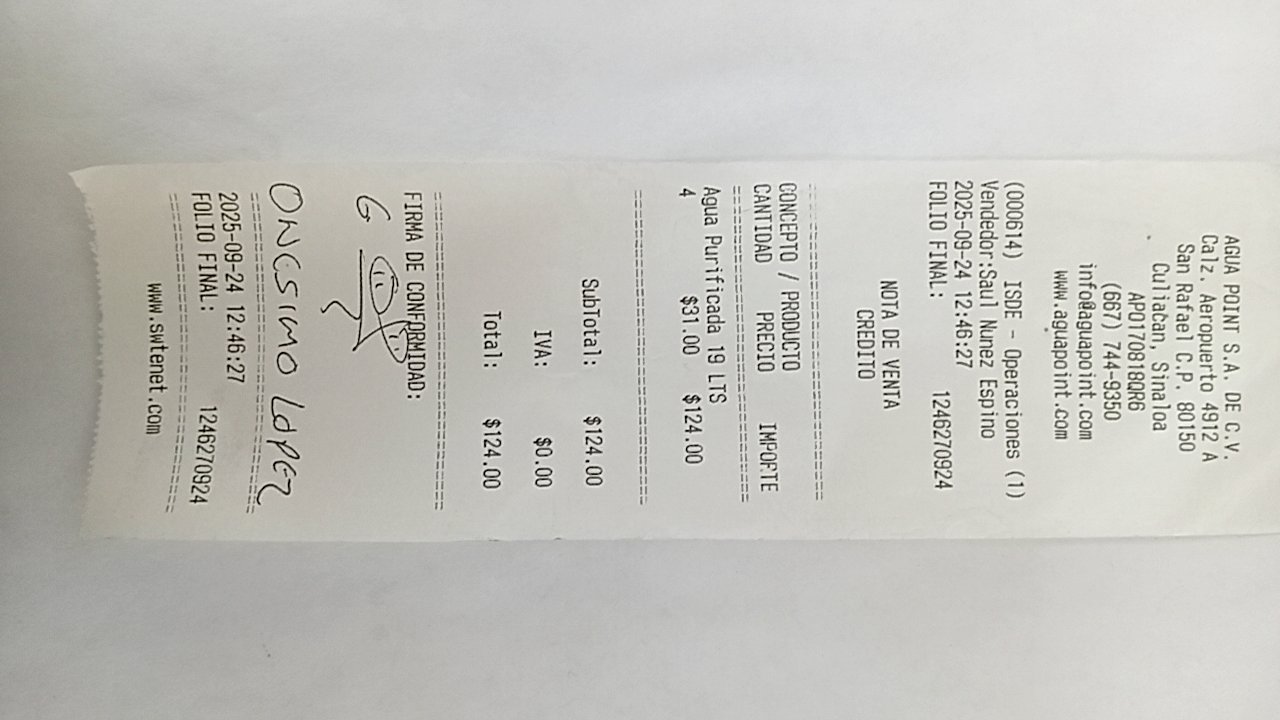 AGUA POINT S.A. DE C.V.
Calz. Aeropuerto 4912 A
San Rafael C.P. 80150
Culiacan, Sinaloa
APO170818QR6
(667) 744-9350
info@aguapoint.com
www.aguapoint.com
(000614) ISDE - Operaciones (1)
Vendedor:Saul Nunez Espino
2025-09-24 12:46:27
FOLIO FINAL: 1246270924
NOTA DE VENTA
CREDITO
CONCEPTO / PRODUCTO
CANTIDAD PRECIO IMPORTE
Agua Purificada 19 LTS
4 $31.00 $124.00
SubTotal: $124.00
IVA: $0.00
Total: $124.00
FIRMA DE CONFORMIDAD:
ONESIMO LOPEZ
2025-09-24 12:46:27
FOLIO FINAL: 1246270924
www.swtenet.com